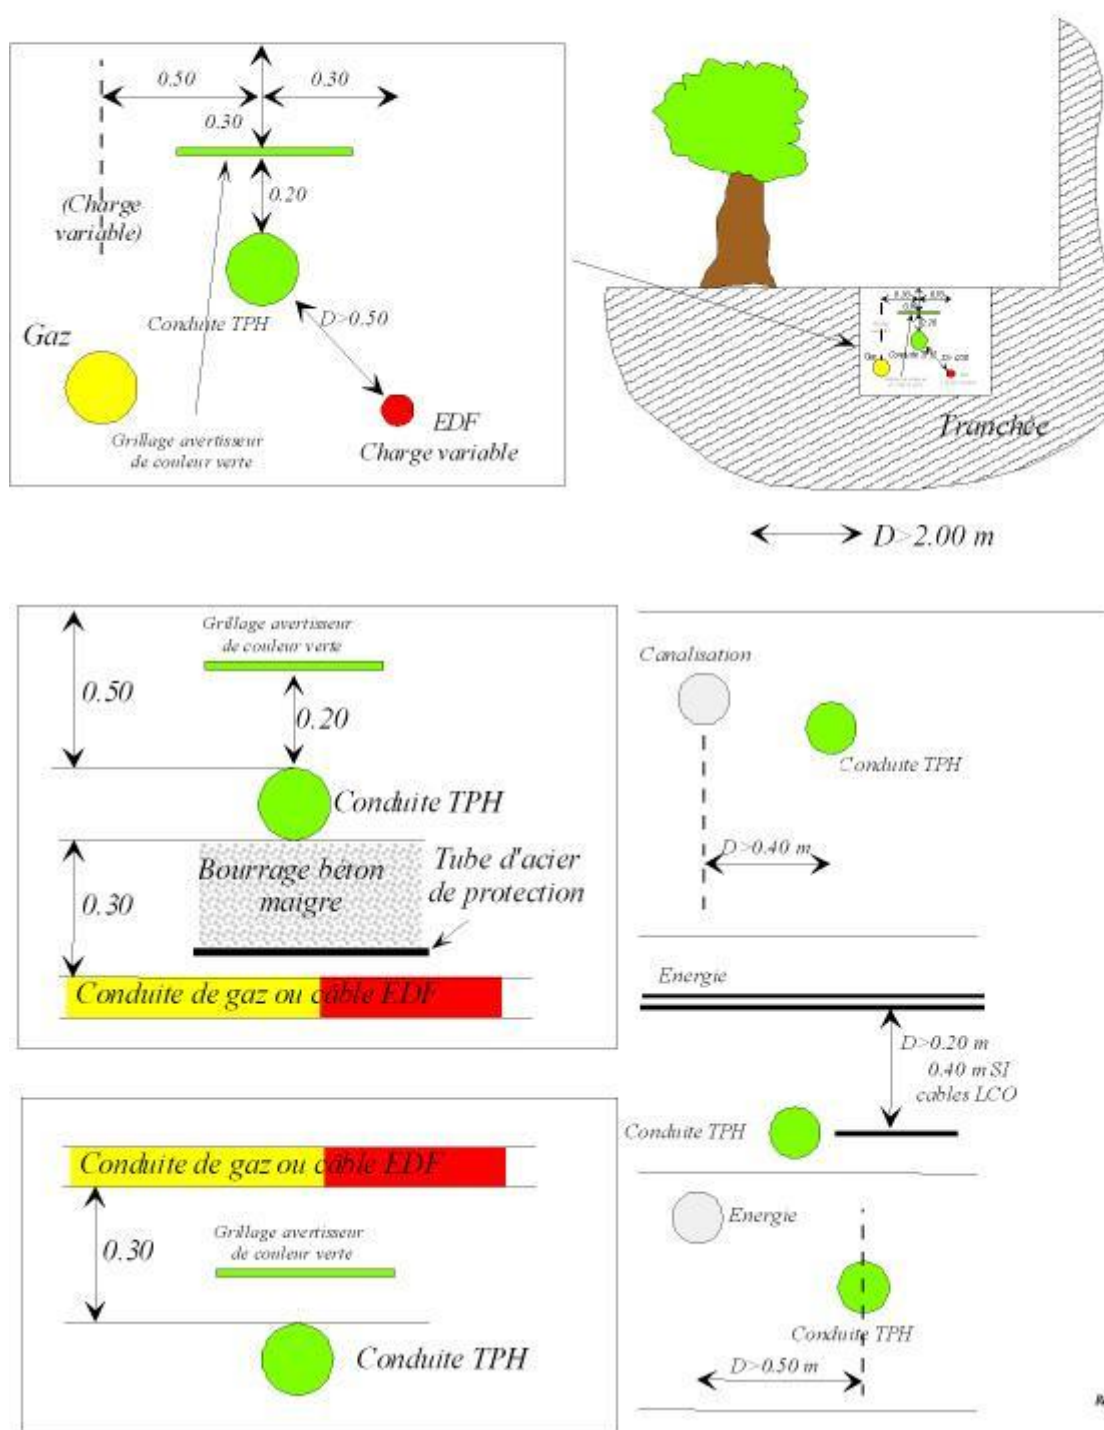 0.50
0.30
0.30
0.20
(Charge
variable)
Conduite TPH
D>0.50
Gaz
EDF
Charge variable
Grillage avertisseur
de couleur verte
Tranchée
D>2.00 m
Grillage avertisseur
de couleur verte
0.50
0.20
Conduite TPH
Bourrage béton
maigre
Tube d'acier
de protection
0.30
Conduite de gaz ou câble EDF
Conduite de gaz ou câble EDF
0.30
Grillage avertisseur
de couleur verte
Conduite TPH
Canalisation
Conduite TPH
D>0.40 m
Energie
D>0.20 m
0.40 m SI
cables LCO
Conduite TPH
Energie
Conduite TPH
D>0.50 m